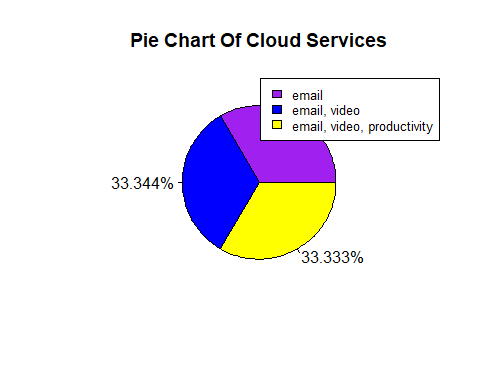 Pie Chart Of Cloud Services
email
email, video
email, video, productivity
33.344%
33.333%